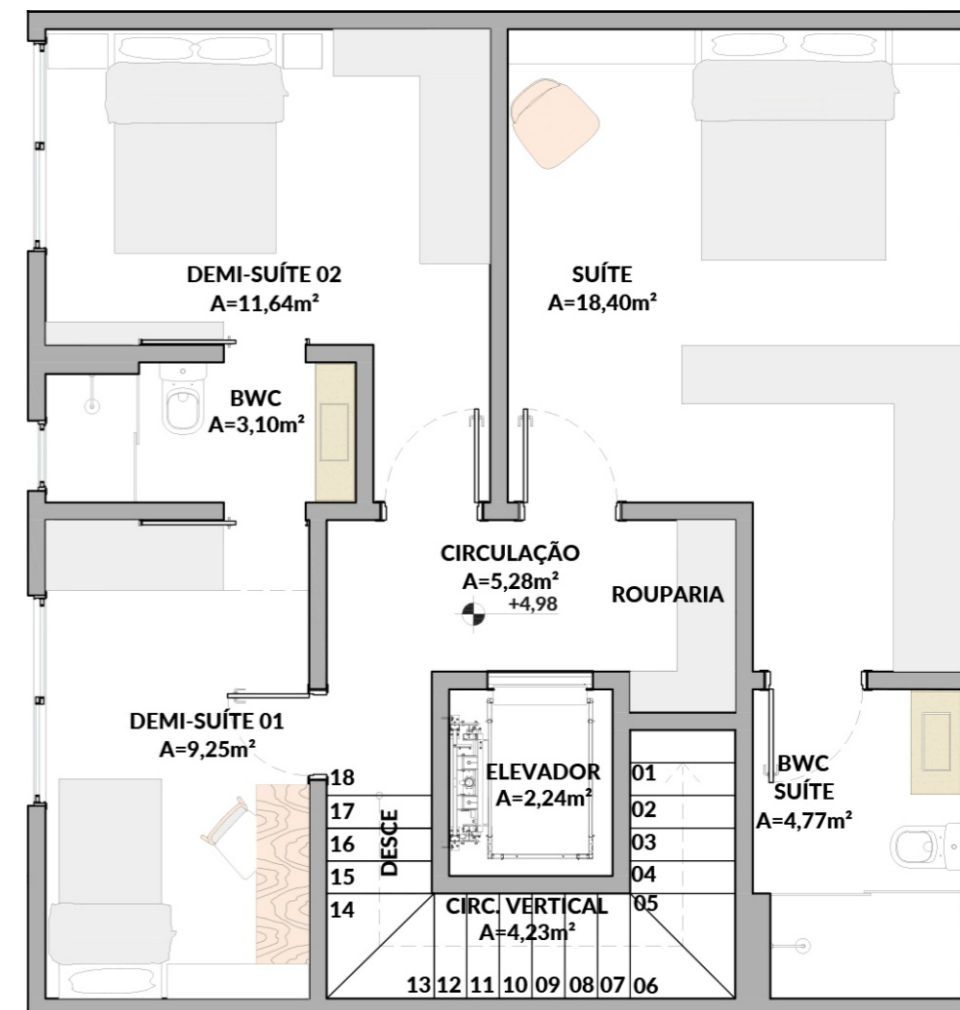 DEMI-SUÍTE 02
A=11,64m²
SUÍTE
A=18,40m²
BWC
A=3,10m²
CIRCULAÇÃO
A=5,28m²
+4,98
ROUPARIA
DEMI-SUÍTE 01
A=9,25m²
ELEVADOR
A=2,24m²
BWC
SUÍTE
A=4,77m²
DESCE
18
17
16
15
14
01
02
03
04
05
CIRC. VERTICAL
A=4,23m²
13 12 11 10 09 08 07 06